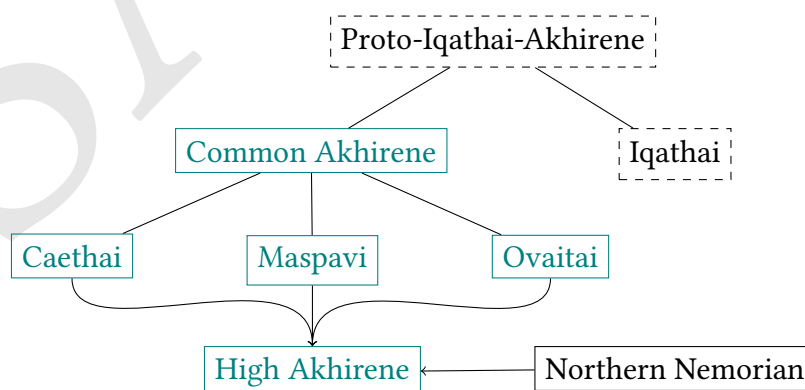 Proto-Iqathai-Akhirene
Common Akhirene
Iqathai
Caethai
Maspavi
Ovaitai
High Akhirene
Northern Nemorian